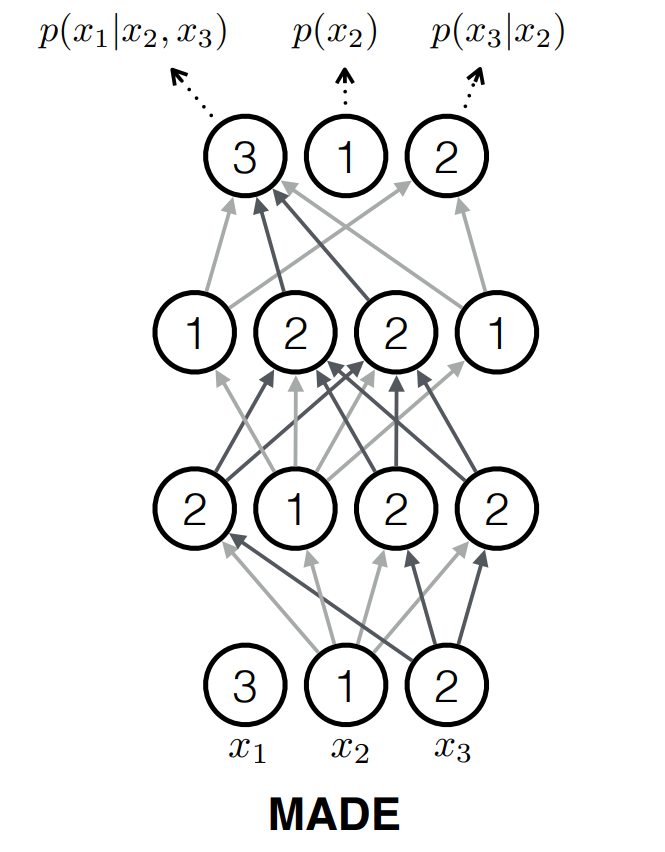 p(x₁|x₂, x₃) p(x₂) p(x₃|x₂)
3 1 2
1 2 2 1
2 1 2 2
3 1 2
x₁ x₂ x₃
MADE